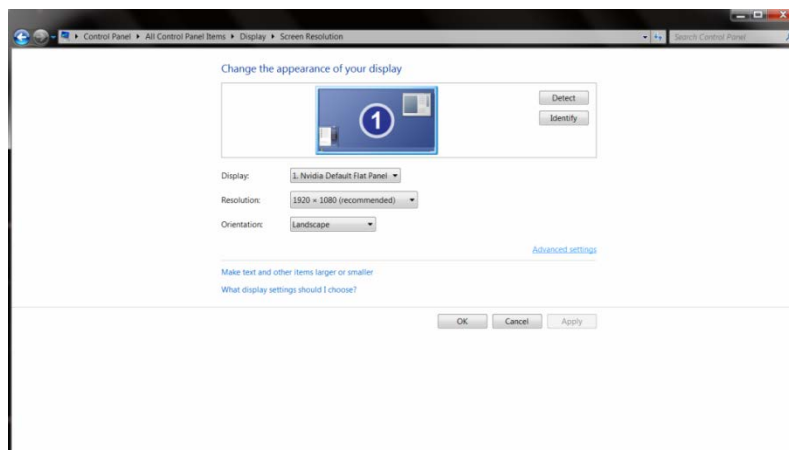 Control Panel ▸ All Control Panel Items ▸ Display ▸ Screen Resolution
Search Control Panel
Change the appearance of your display
1
Detect
Identify
Display: 1. Nvidia Default Flat Panel
Resolution: 1920 × 1080 (recommended)
Orientation: Landscape
Advanced settings
Make text and other items larger or smaller
What display settings should I choose?
OK Cancel Apply